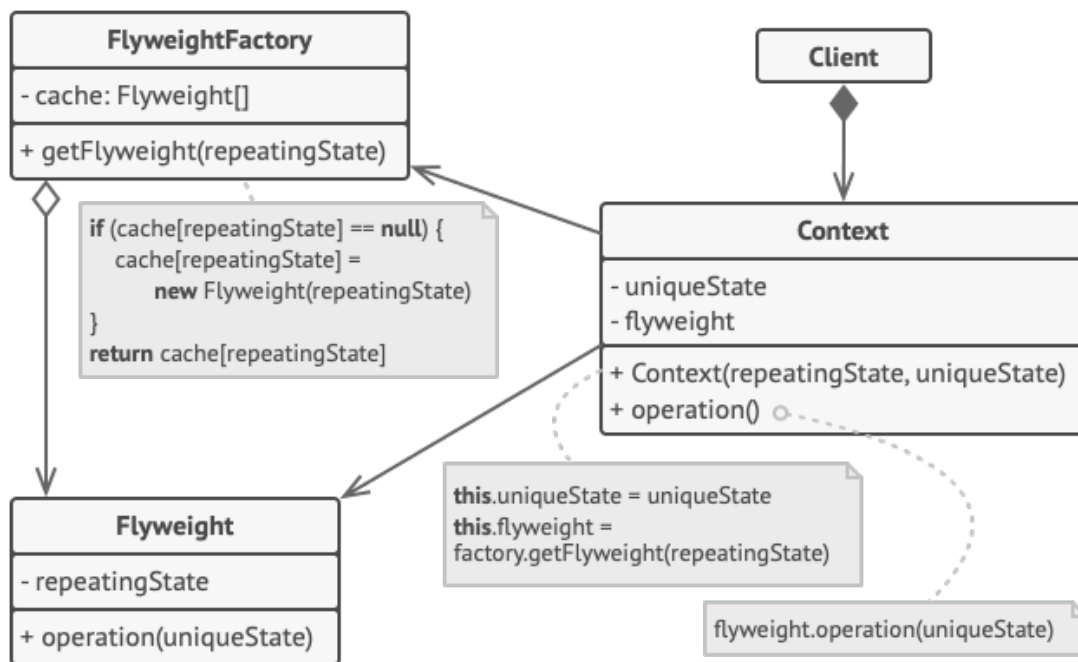 FlyweightFactory
- cache: Flyweight[]
+ getFlyweight(repeatingState)
if (cache[repeatingState] == null) {
cache[repeatingState] =
new Flyweight(repeatingState)
}
return cache[repeatingState]
Client
Context
- uniqueState
- flyweight
+ Context(repeatingState, uniqueState)
+ operation()
this.uniqueState = uniqueState
this.flyweight =
factory.getFlyweight(repeatingState)
flyweight.operation(uniqueState)
Flyweight
- repeatingState
+ operation(uniqueState)